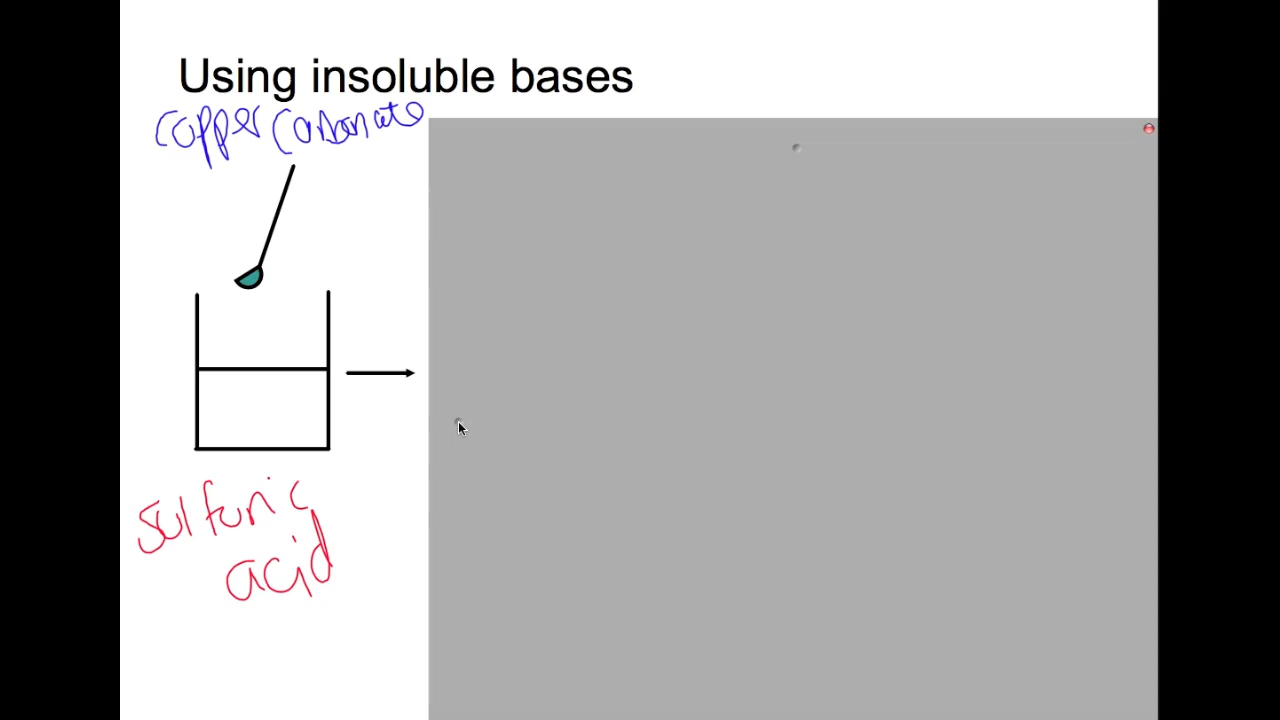 Using insoluble bases
copper carbonate
sulfuric
acid